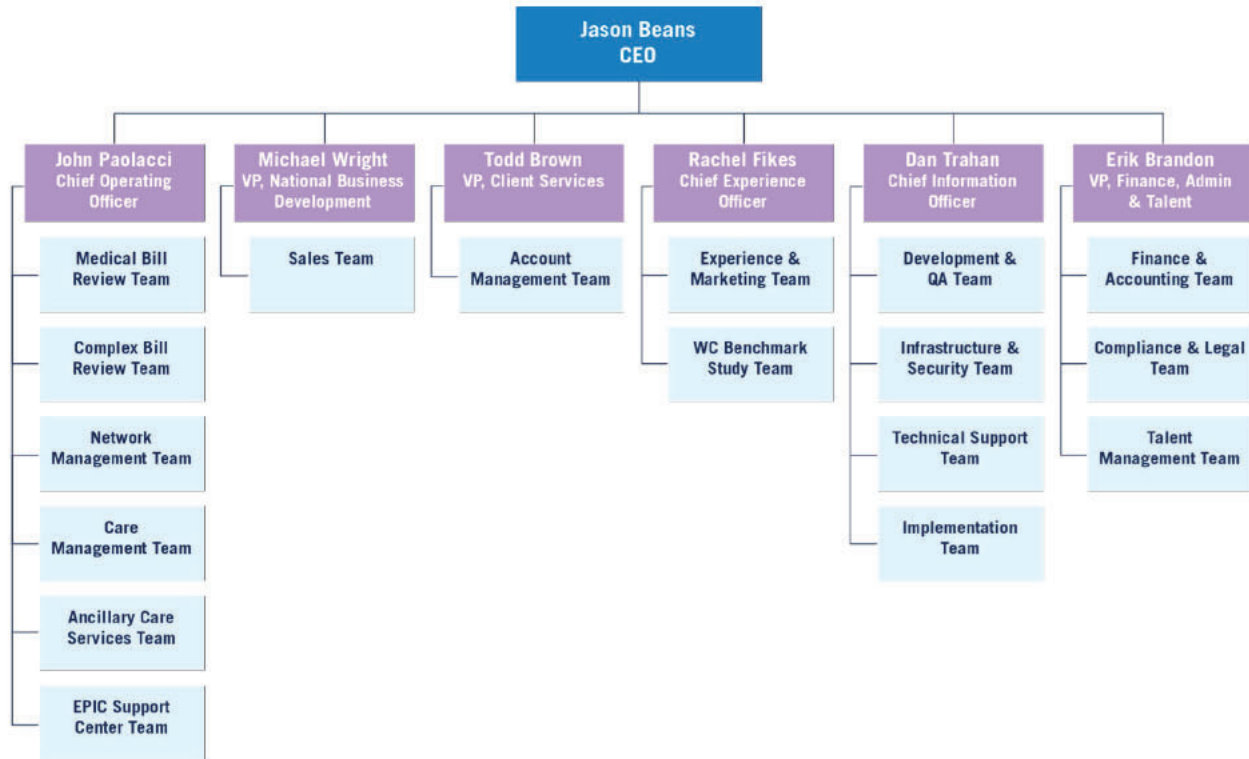 Jason Beans
CEO
John Paolacci
Chief Operating
Officer
Medical Bill
Review Team
Complex Bill
Review Team
Network
Management Team
Care
Management Team
Ancillary Care
Services Team
EPIC Support
Center Team
Michael Wright
VP, National Business
Development
Sales Team
Todd Brown
VP, Client Services
Account
Management Team
Rachel Fikes
Chief Experience
Officer
Experience &
Marketing Team
WC Benchmark
Study Team
Dan Trahan
Chief Information
Officer
Development &
QA Team
Infrastructure &
Security Team
Technical Support
Team
Implementation
Team
Erik Brandon
VP, Finance, Admin
& Talent
Finance &
Accounting Team
Compliance & Legal
Team
Talent
Management Team